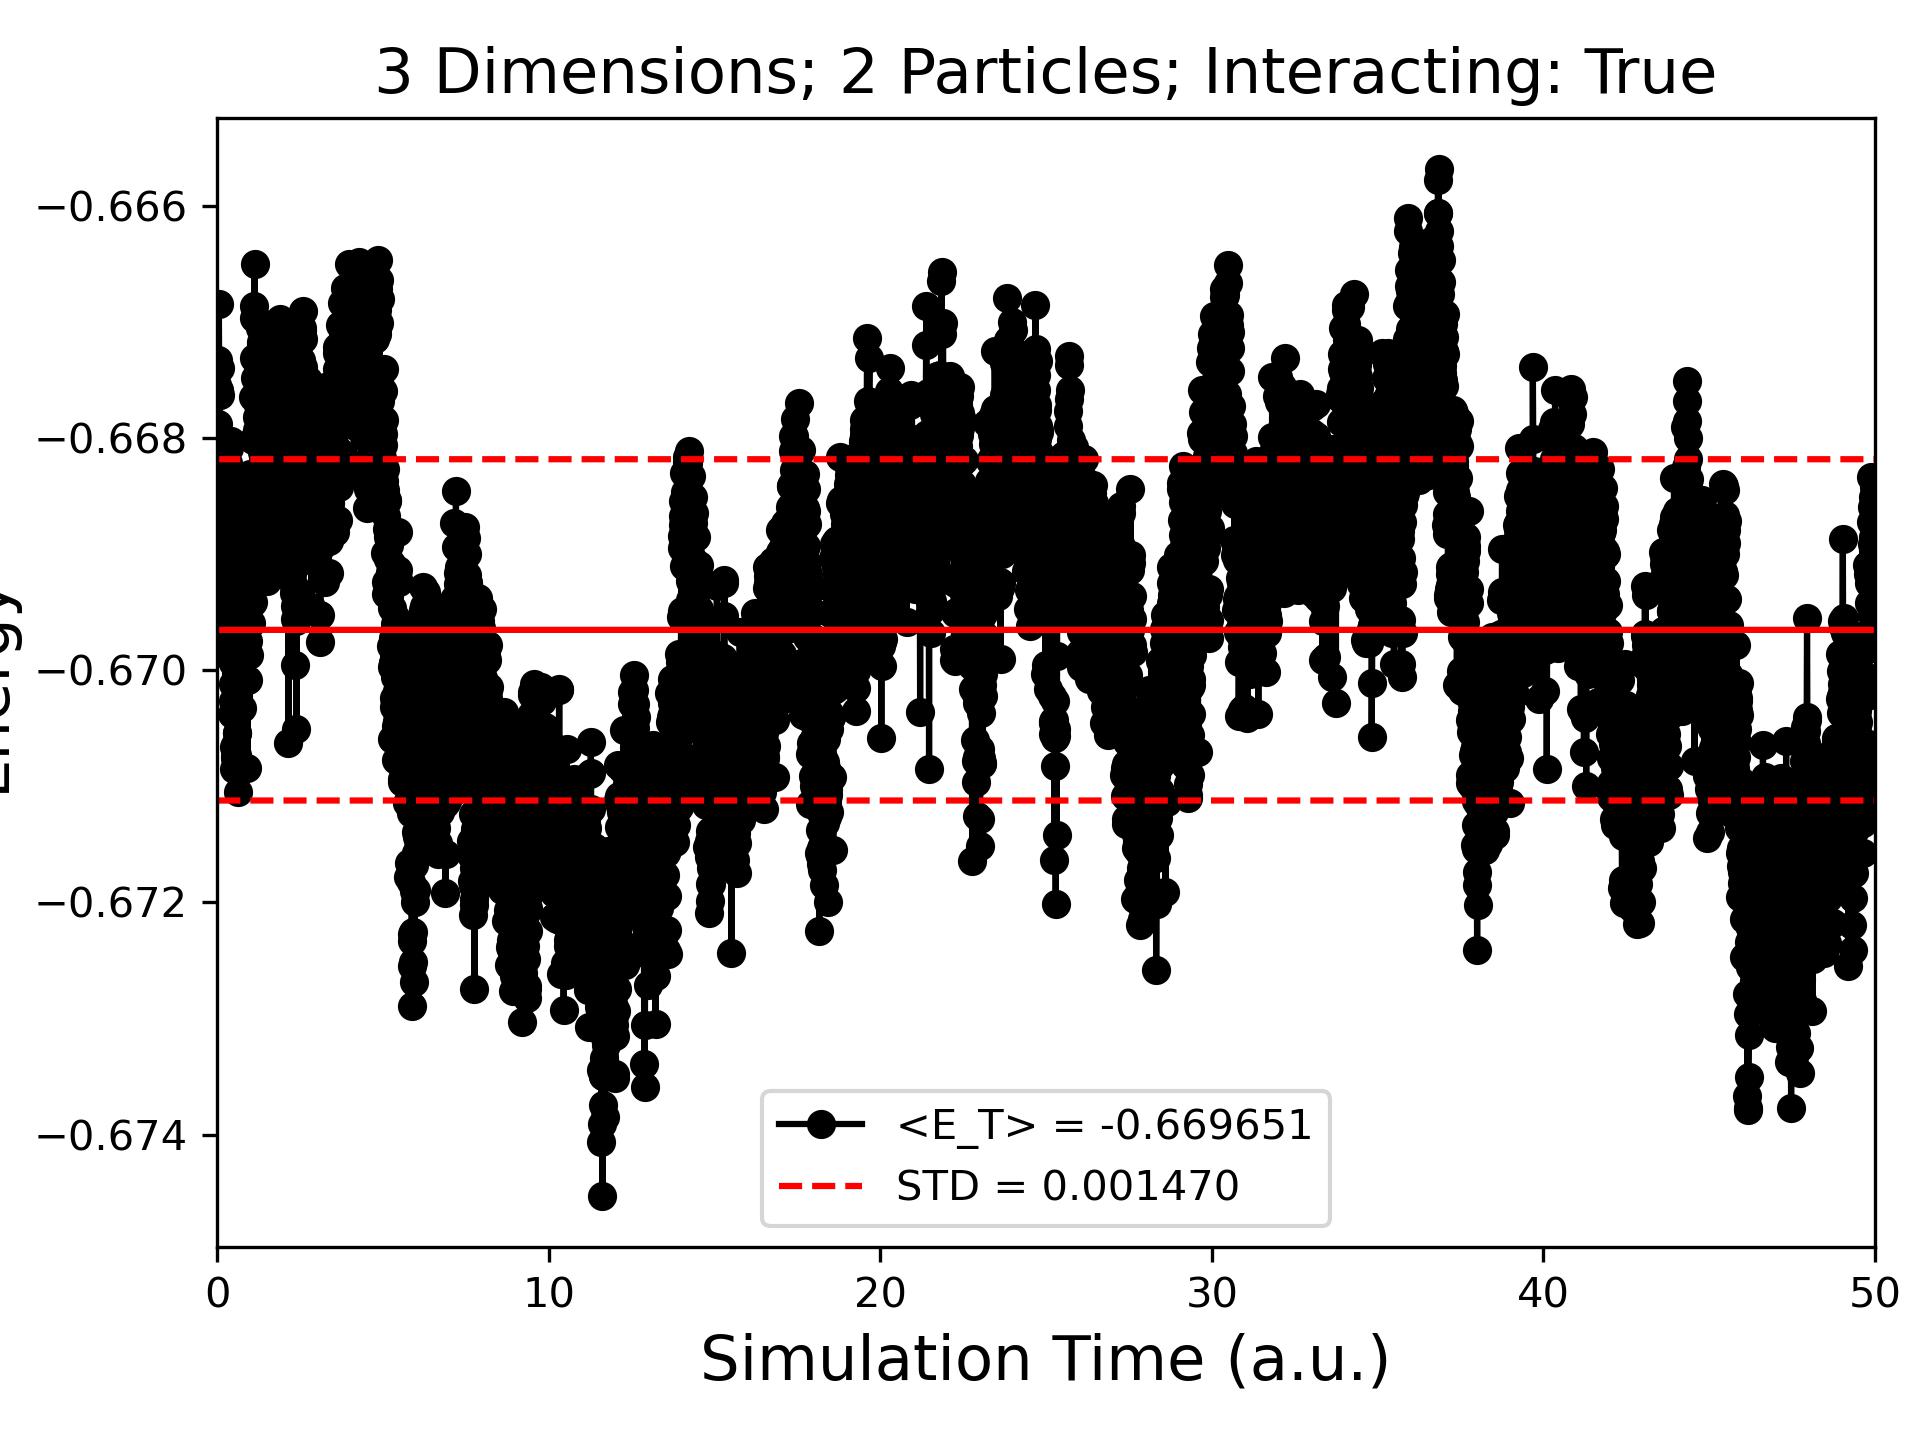 3 Dimensions; 2 Particles; Interacting: True
Energy
−0.666
−0.668
−0.670
−0.672
−0.674
<E_T> = -0.669651
STD = 0.001470
0 10 20 30 40 50
Simulation Time (a.u.)